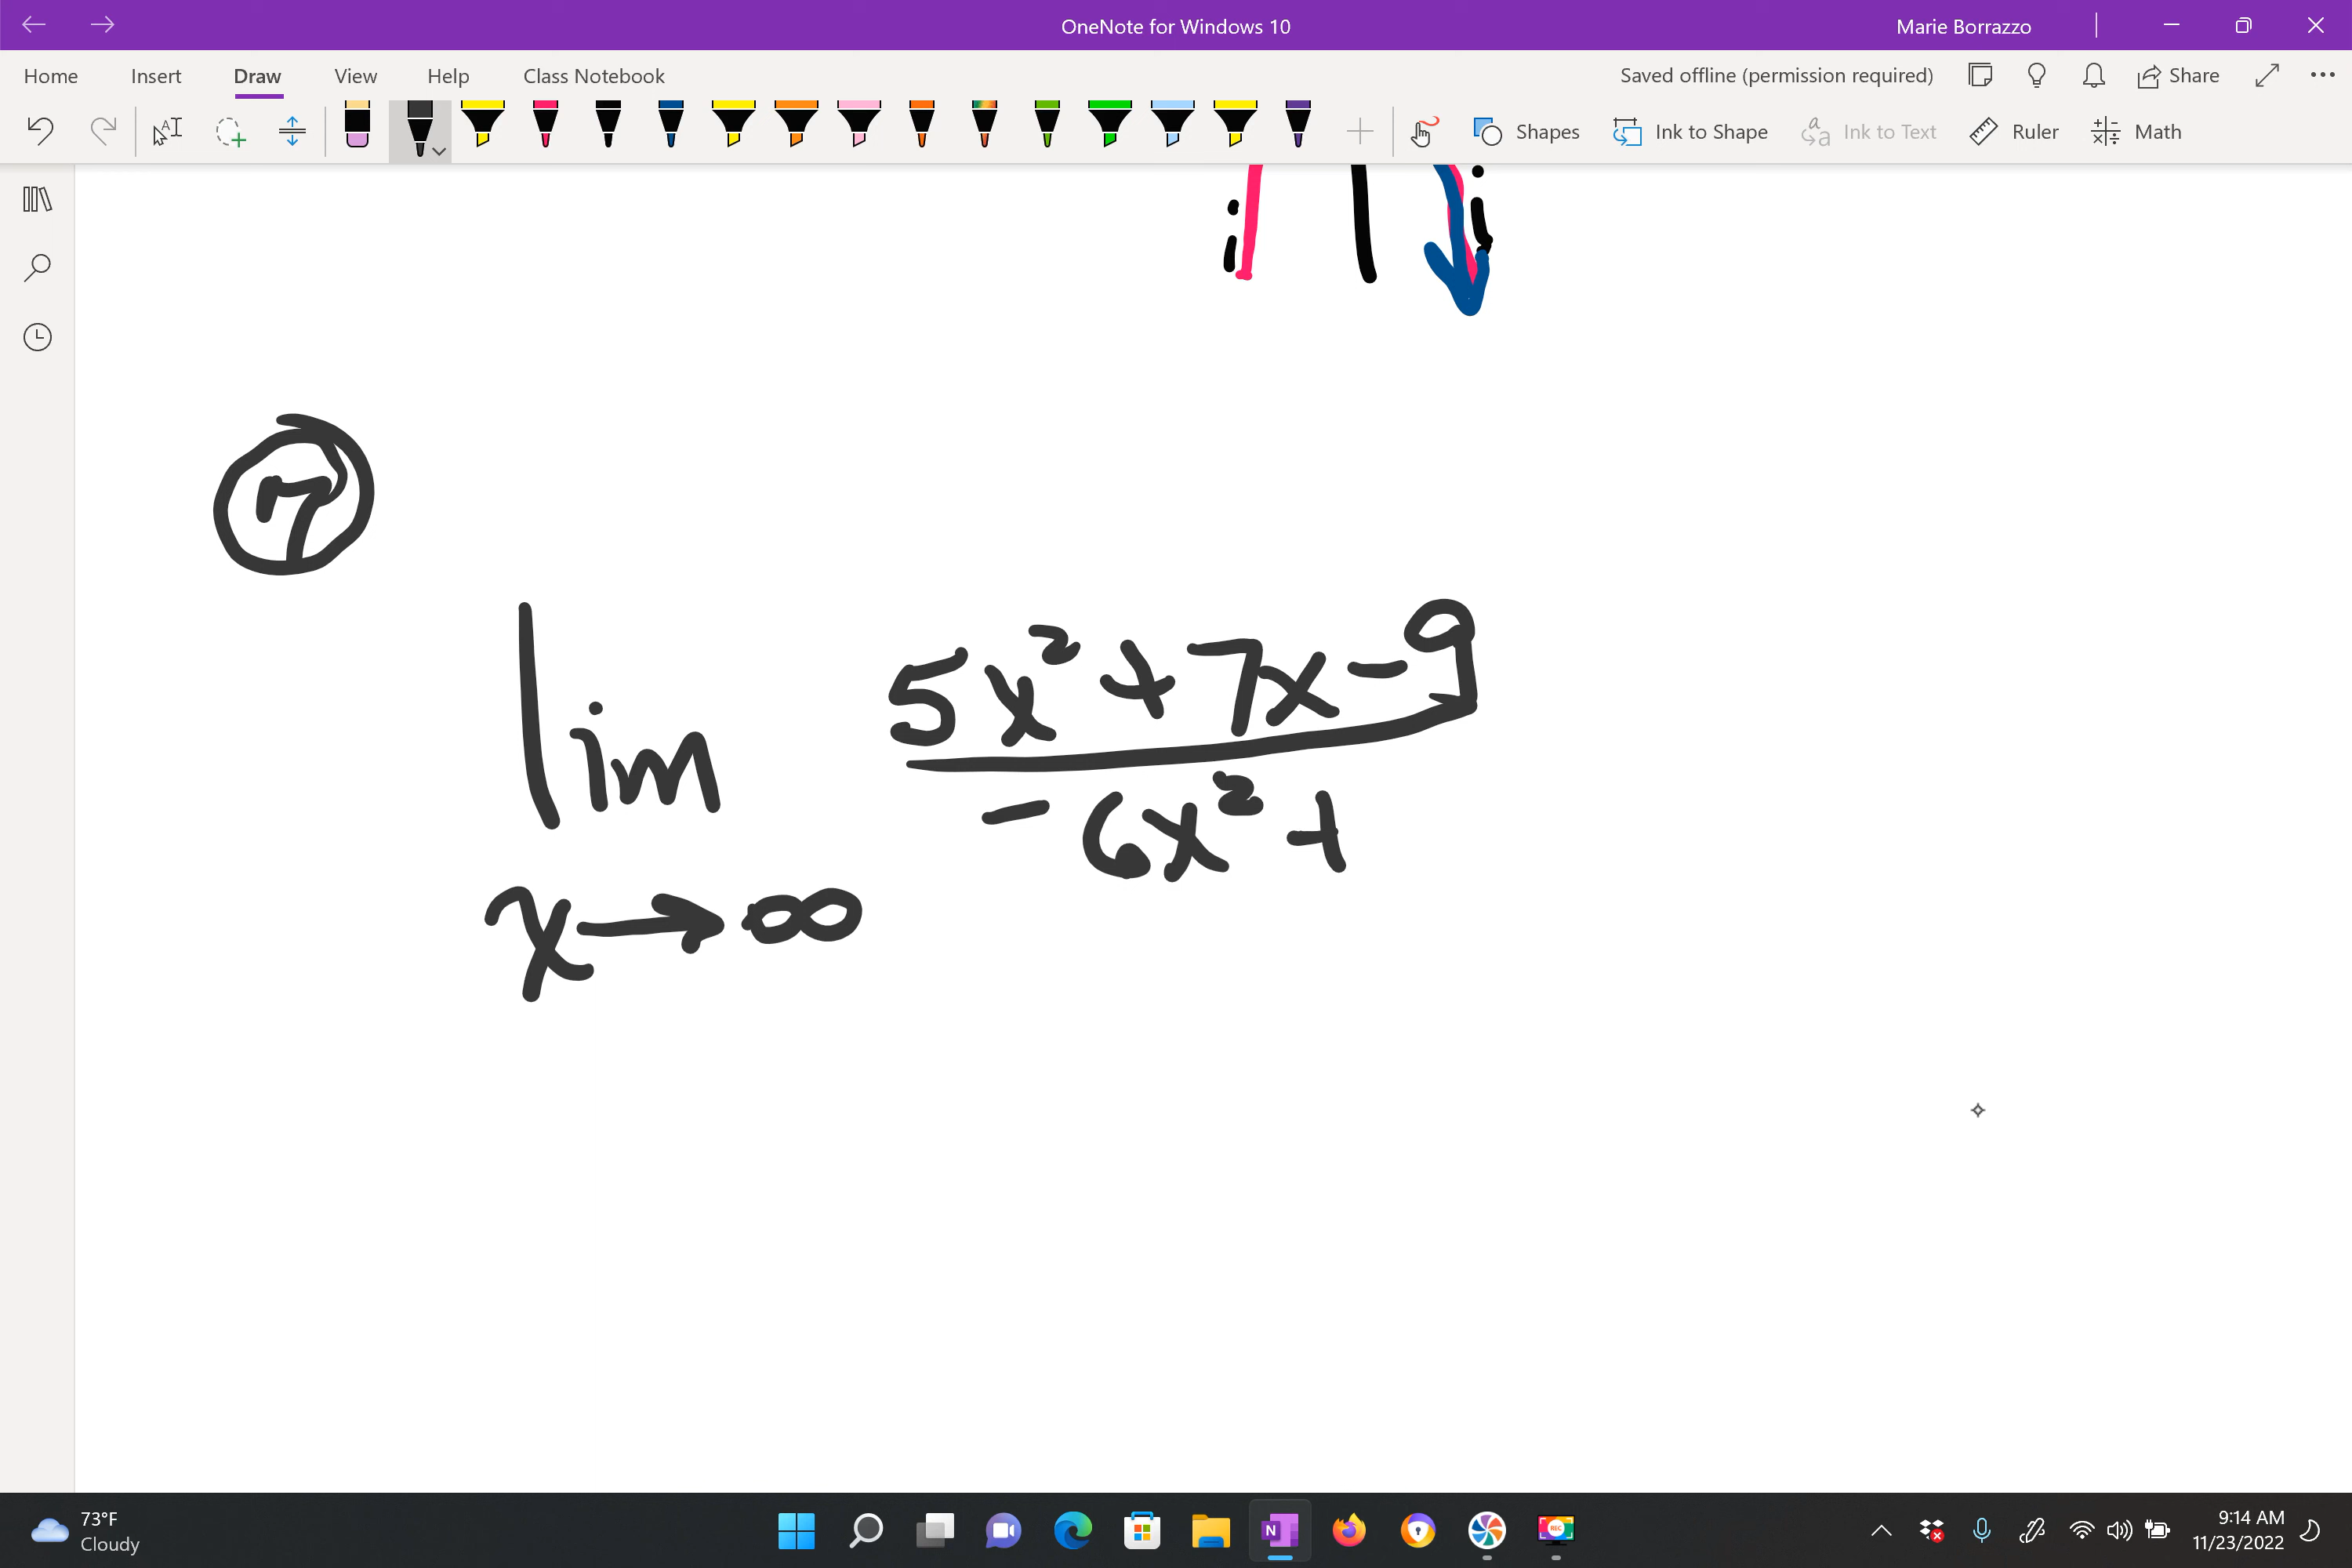 OneNote for Windows 10 Marie Borrazzo
Home Insert Draw View Help Class Notebook Saved offline (permission required) Share
Shapes Ink to Shape Ink to Text Ruler Math
7
lim 5x² + 7x - 9
- 6x² +
x → ∞
73°F 9:14 AM
Cloudy 11/23/2022